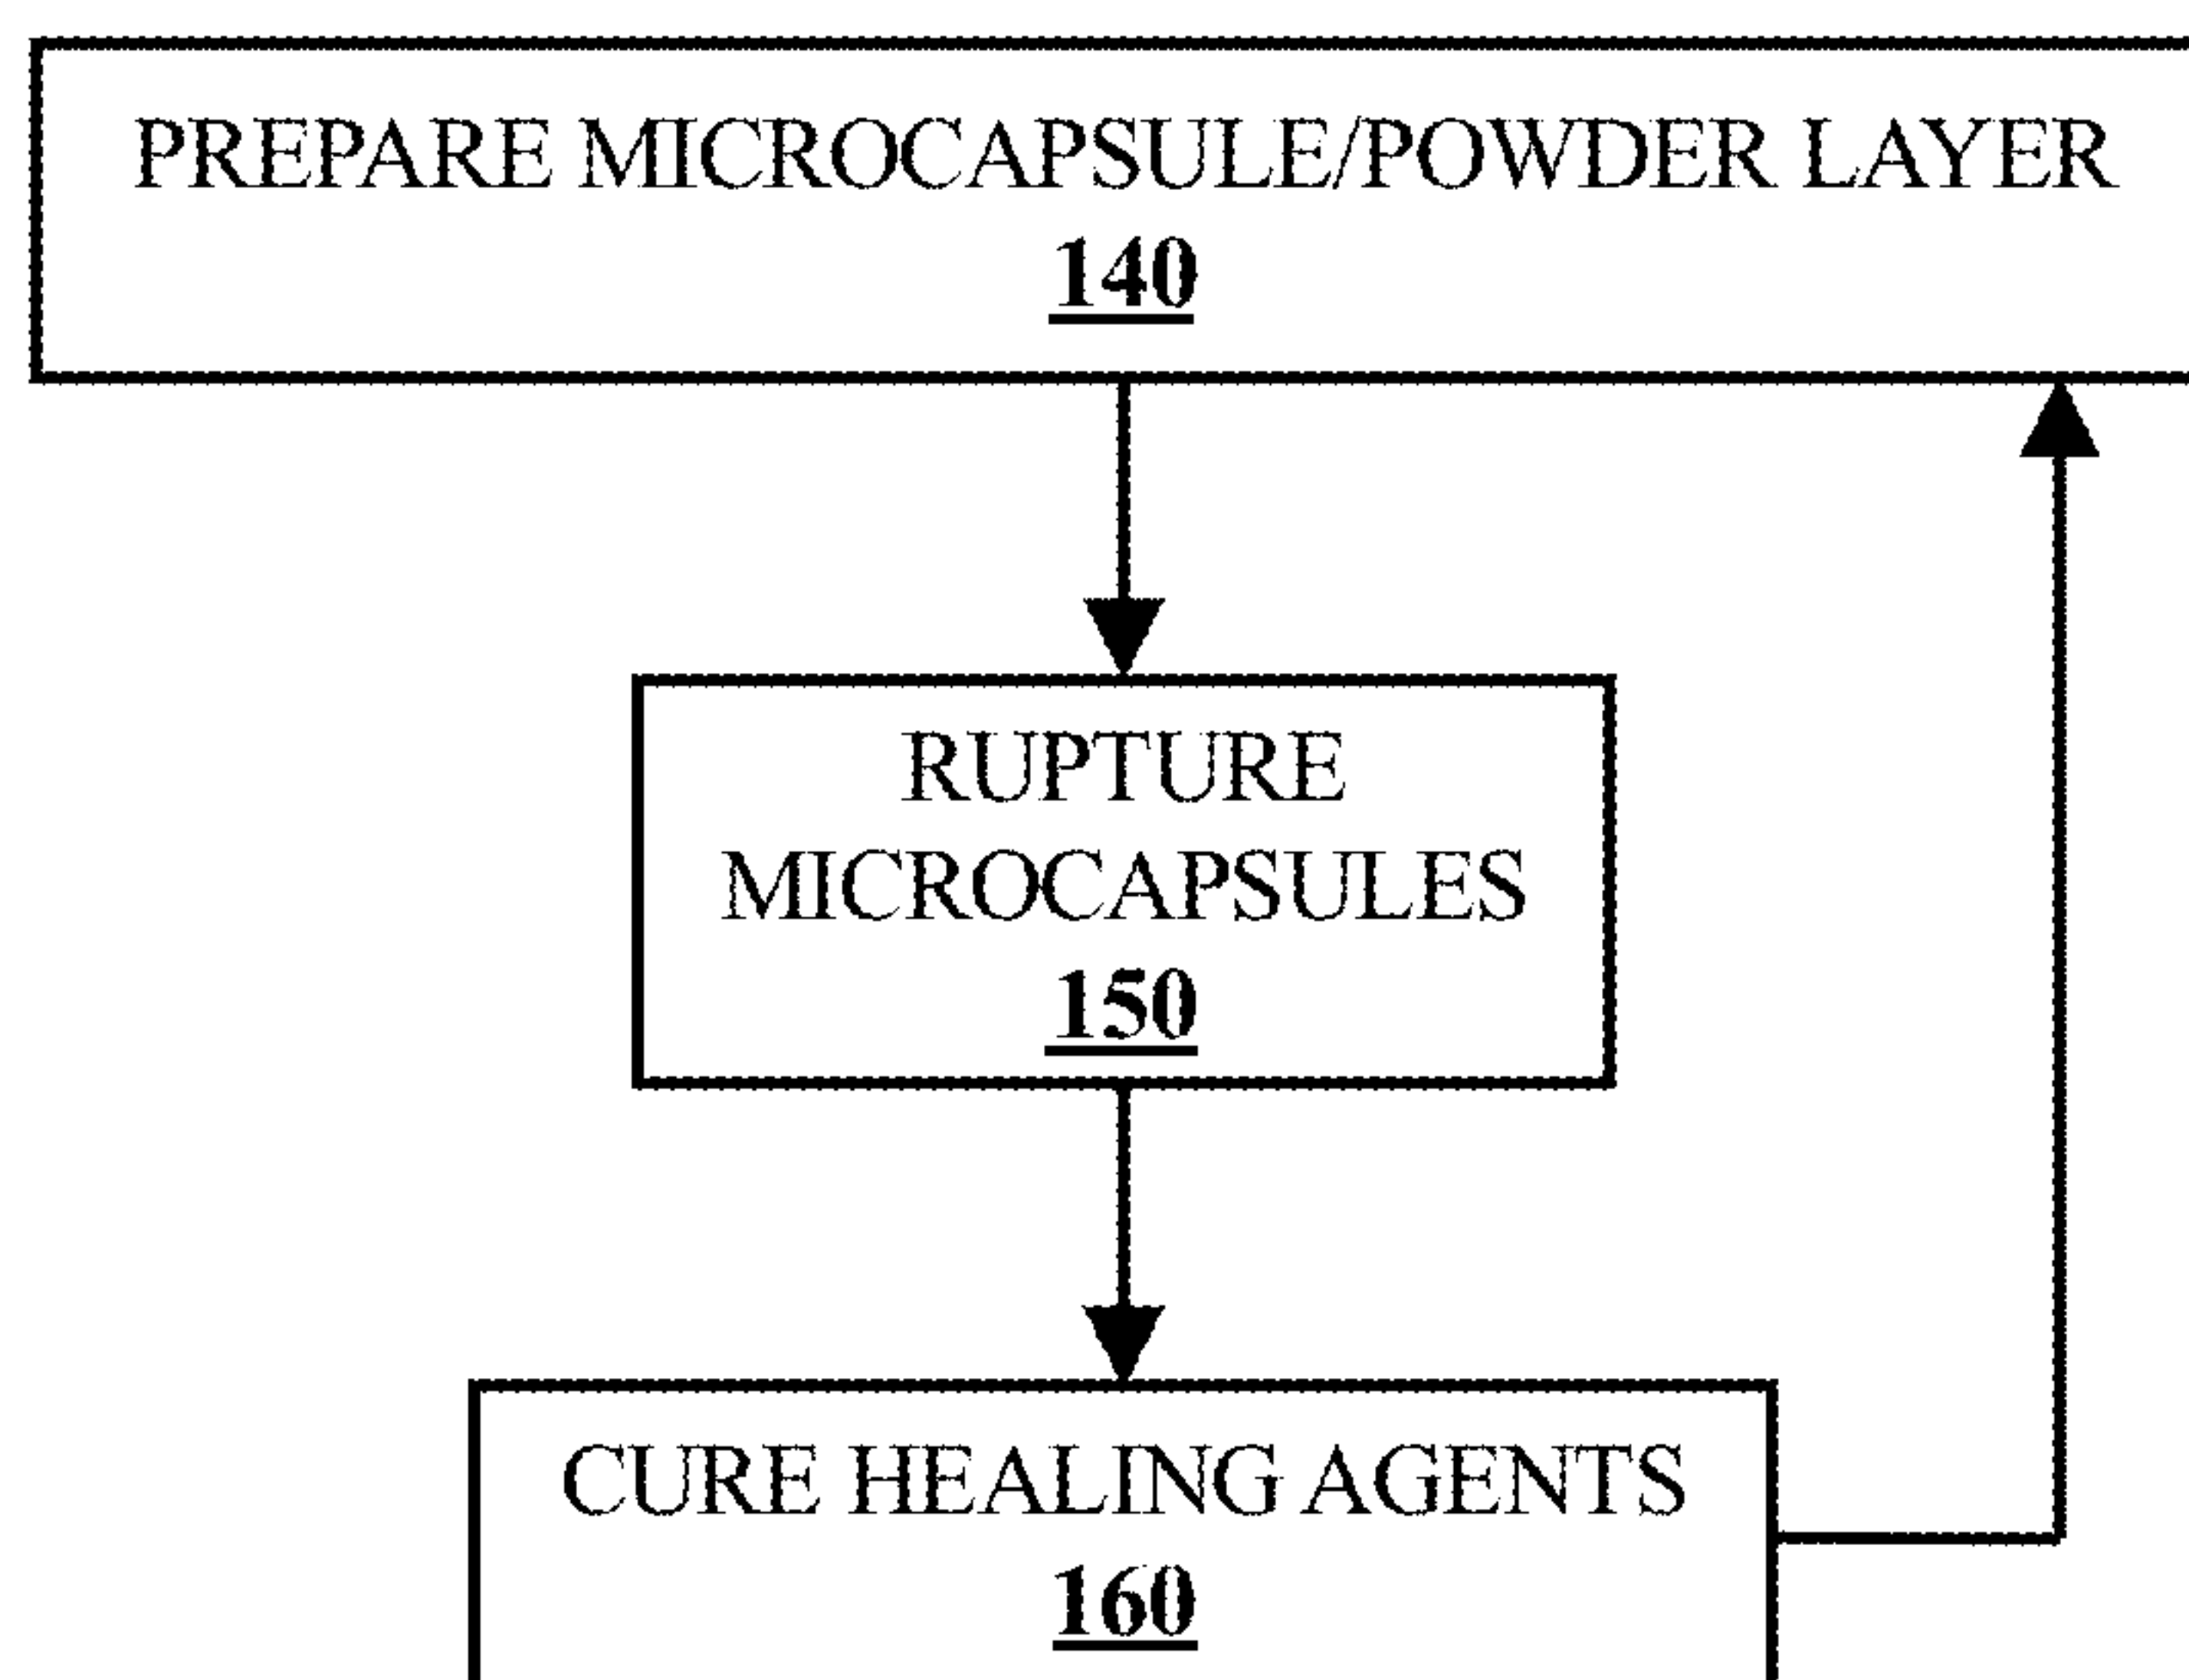 PREPARE MICROCAPSULE/POWDER LAYER
140
RUPTURE
MICROCAPSULES
150
CURE HEALING AGENTS
160